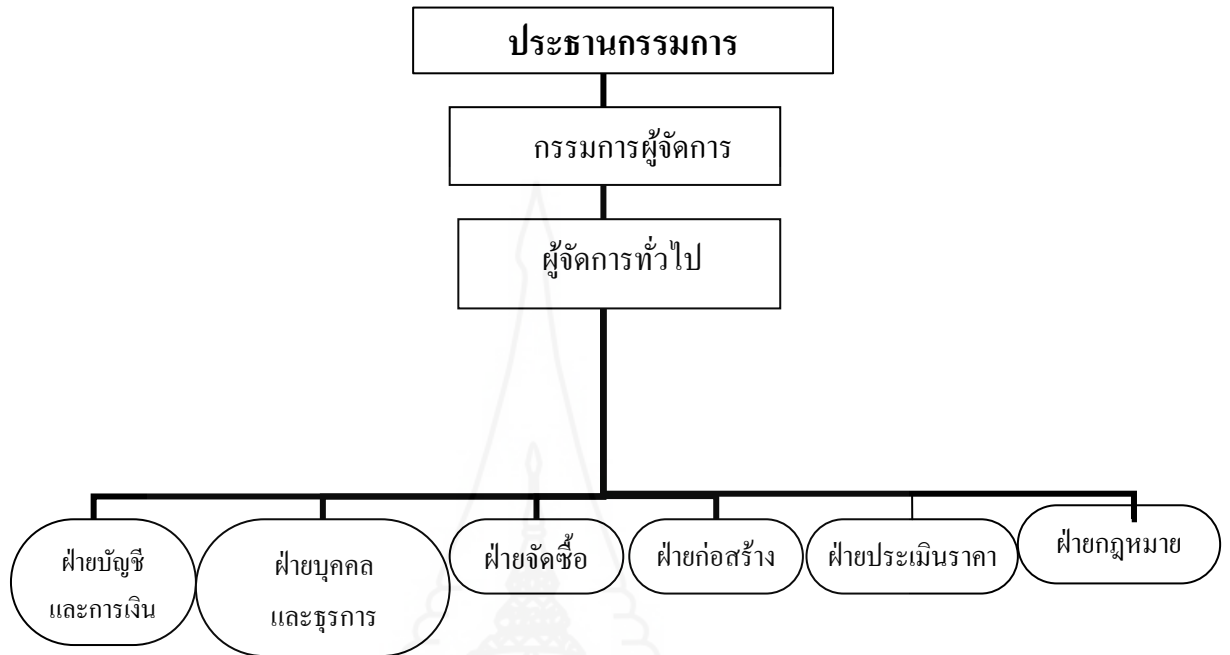 ประธานกรรมการ
กรรมการผู้จัดการ
ผู้จัดการทั่วไป
ฝ่ายบัญชี
และการเงิน
ฝ่ายบุคคล
และธุรการ
ฝ่ายจัดซื้อ
ฝ่ายก่อสร้าง
ฝ่ายประเมินราคา
ฝ่ายกฎหมาย